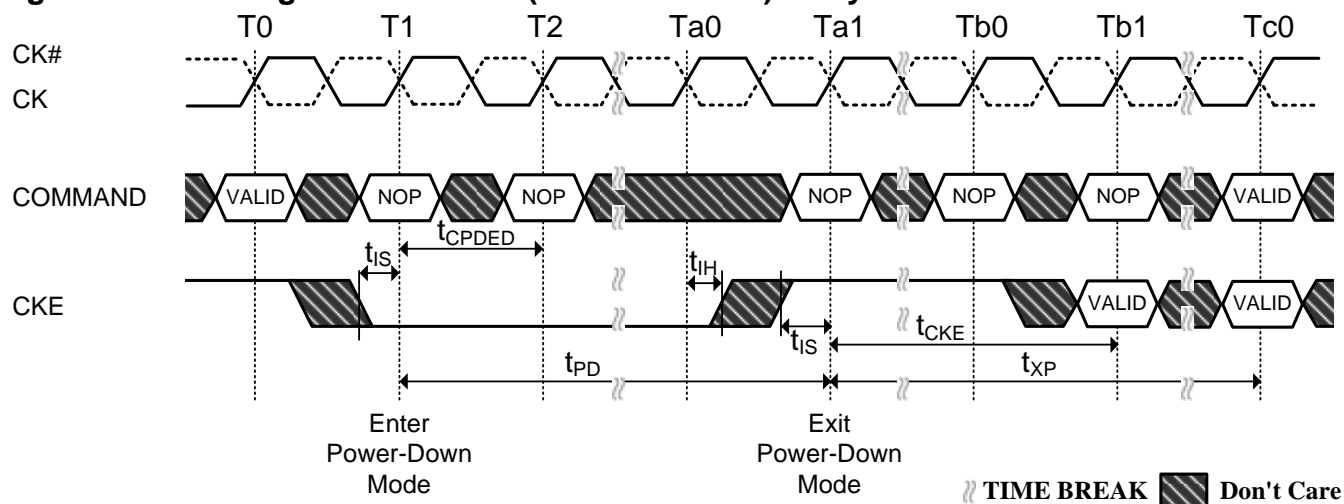 T0 T1 T2 Ta0 Ta1 Tb0 Tb1 Tc0
CK#
CK
COMMAND VALID NOP NOP NOP NOP NOP VALID
tCPDED
tIS tIH
CKE VALID VALID
tIS tCKE
tPD tXP
Enter
Power-Down
Mode
Exit
Power-Down
Mode
TIME BREAK Don't Care